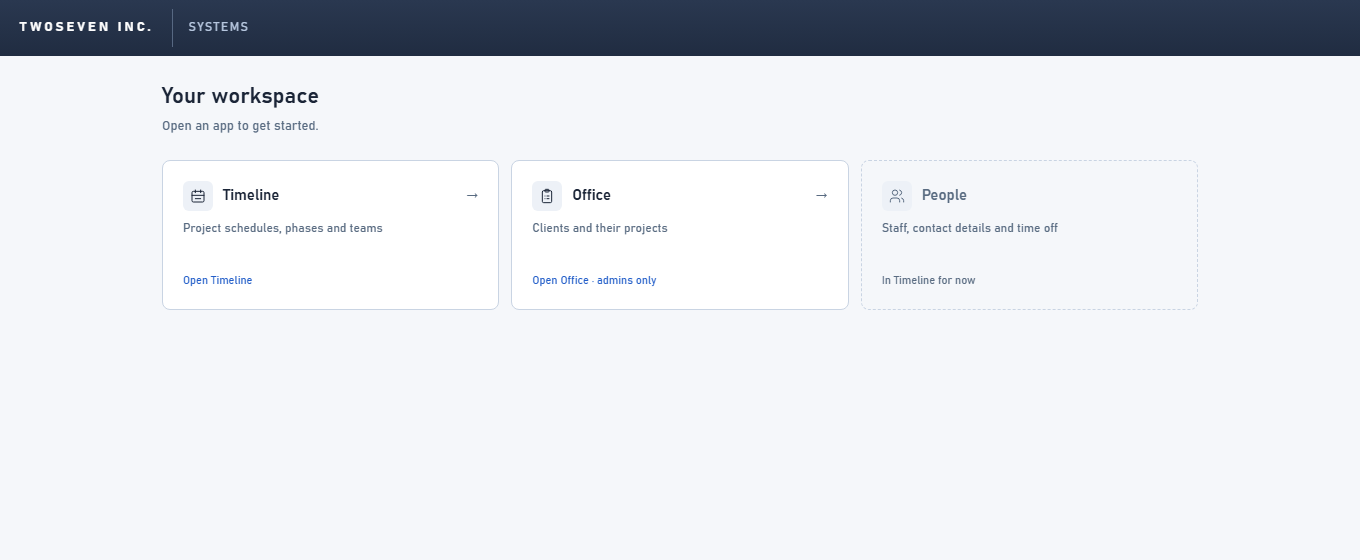 TWOSEVEN INC.
SYSTEMS
Your workspace
Open an app to get started.
Timeline →
Project schedules, phases and teams
Open Timeline
Office →
Clients and their projects
Open Office · admins only
People
Staff, contact details and time off
In Timeline for now